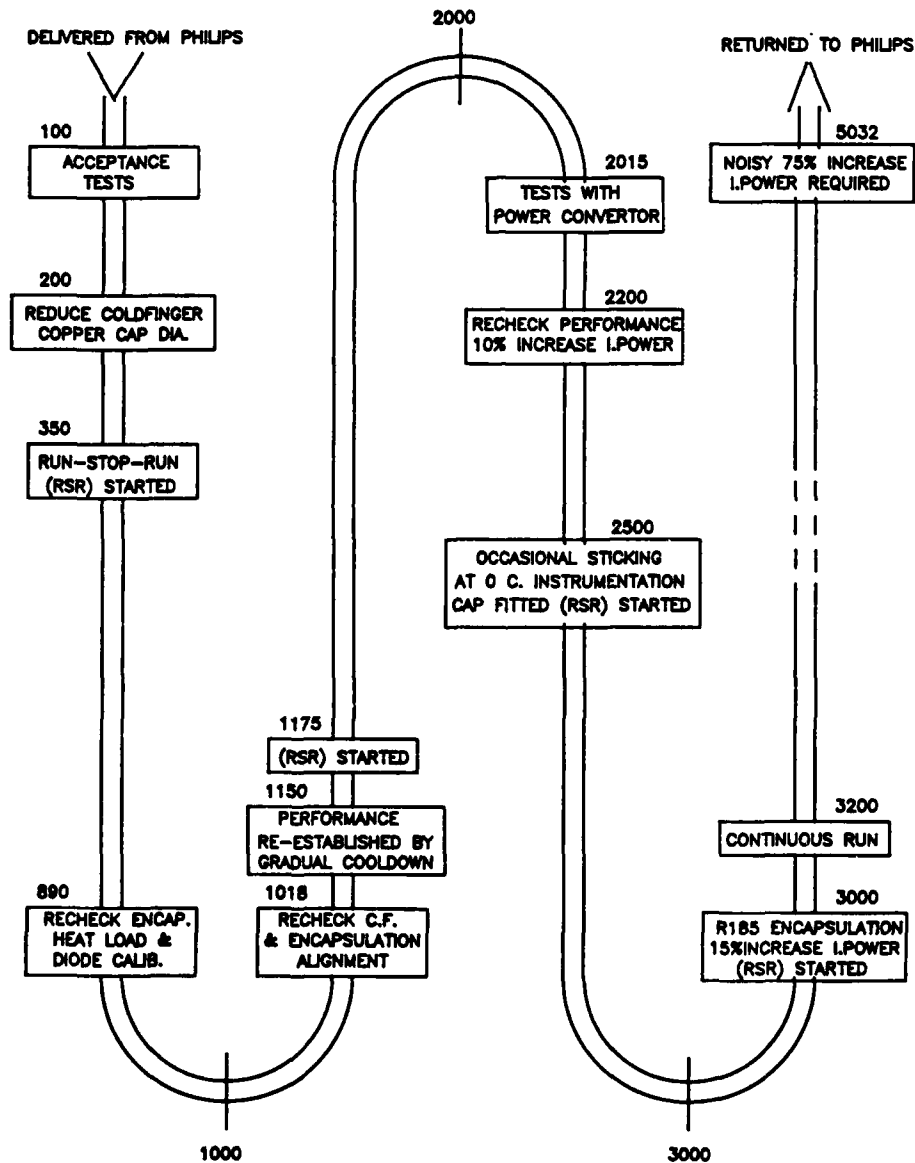 DELIVERED FROM PHILIPS
100
ACCEPTANCE
TESTS
200
REDUCE COLDFINGER
COPPER CAP DIA.
350
RUN-STOP-RUN
(RSR) STARTED
890
RECHECK ENCAP.
HEAT LOAD &
DIODE CALIB.
1000
1018
RECHECK C.F.
& ENCAPSULATION
ALIGNMENT
1150
PERFORMANCE
RE-ESTABLISHED BY
GRADUAL COOLDOWN
1175
(RSR) STARTED
2000
2015
TESTS WITH
POWER CONVERTOR
2200
RECHECK PERFORMANCE
10% INCREASE I.POWER
2500
OCCASIONAL STICKING
AT 0 C. INSTRUMENTATION
CAP FITTED (RSR) STARTED
3000
3000
R185 ENCAPSULATION
15%INCREASE I.POWER
(RSR) STARTED
3200
CONTINUOUS RUN
5032
NOISY 75% INCREASE
I.POWER REQUIRED
RETURNED TO PHILIPS